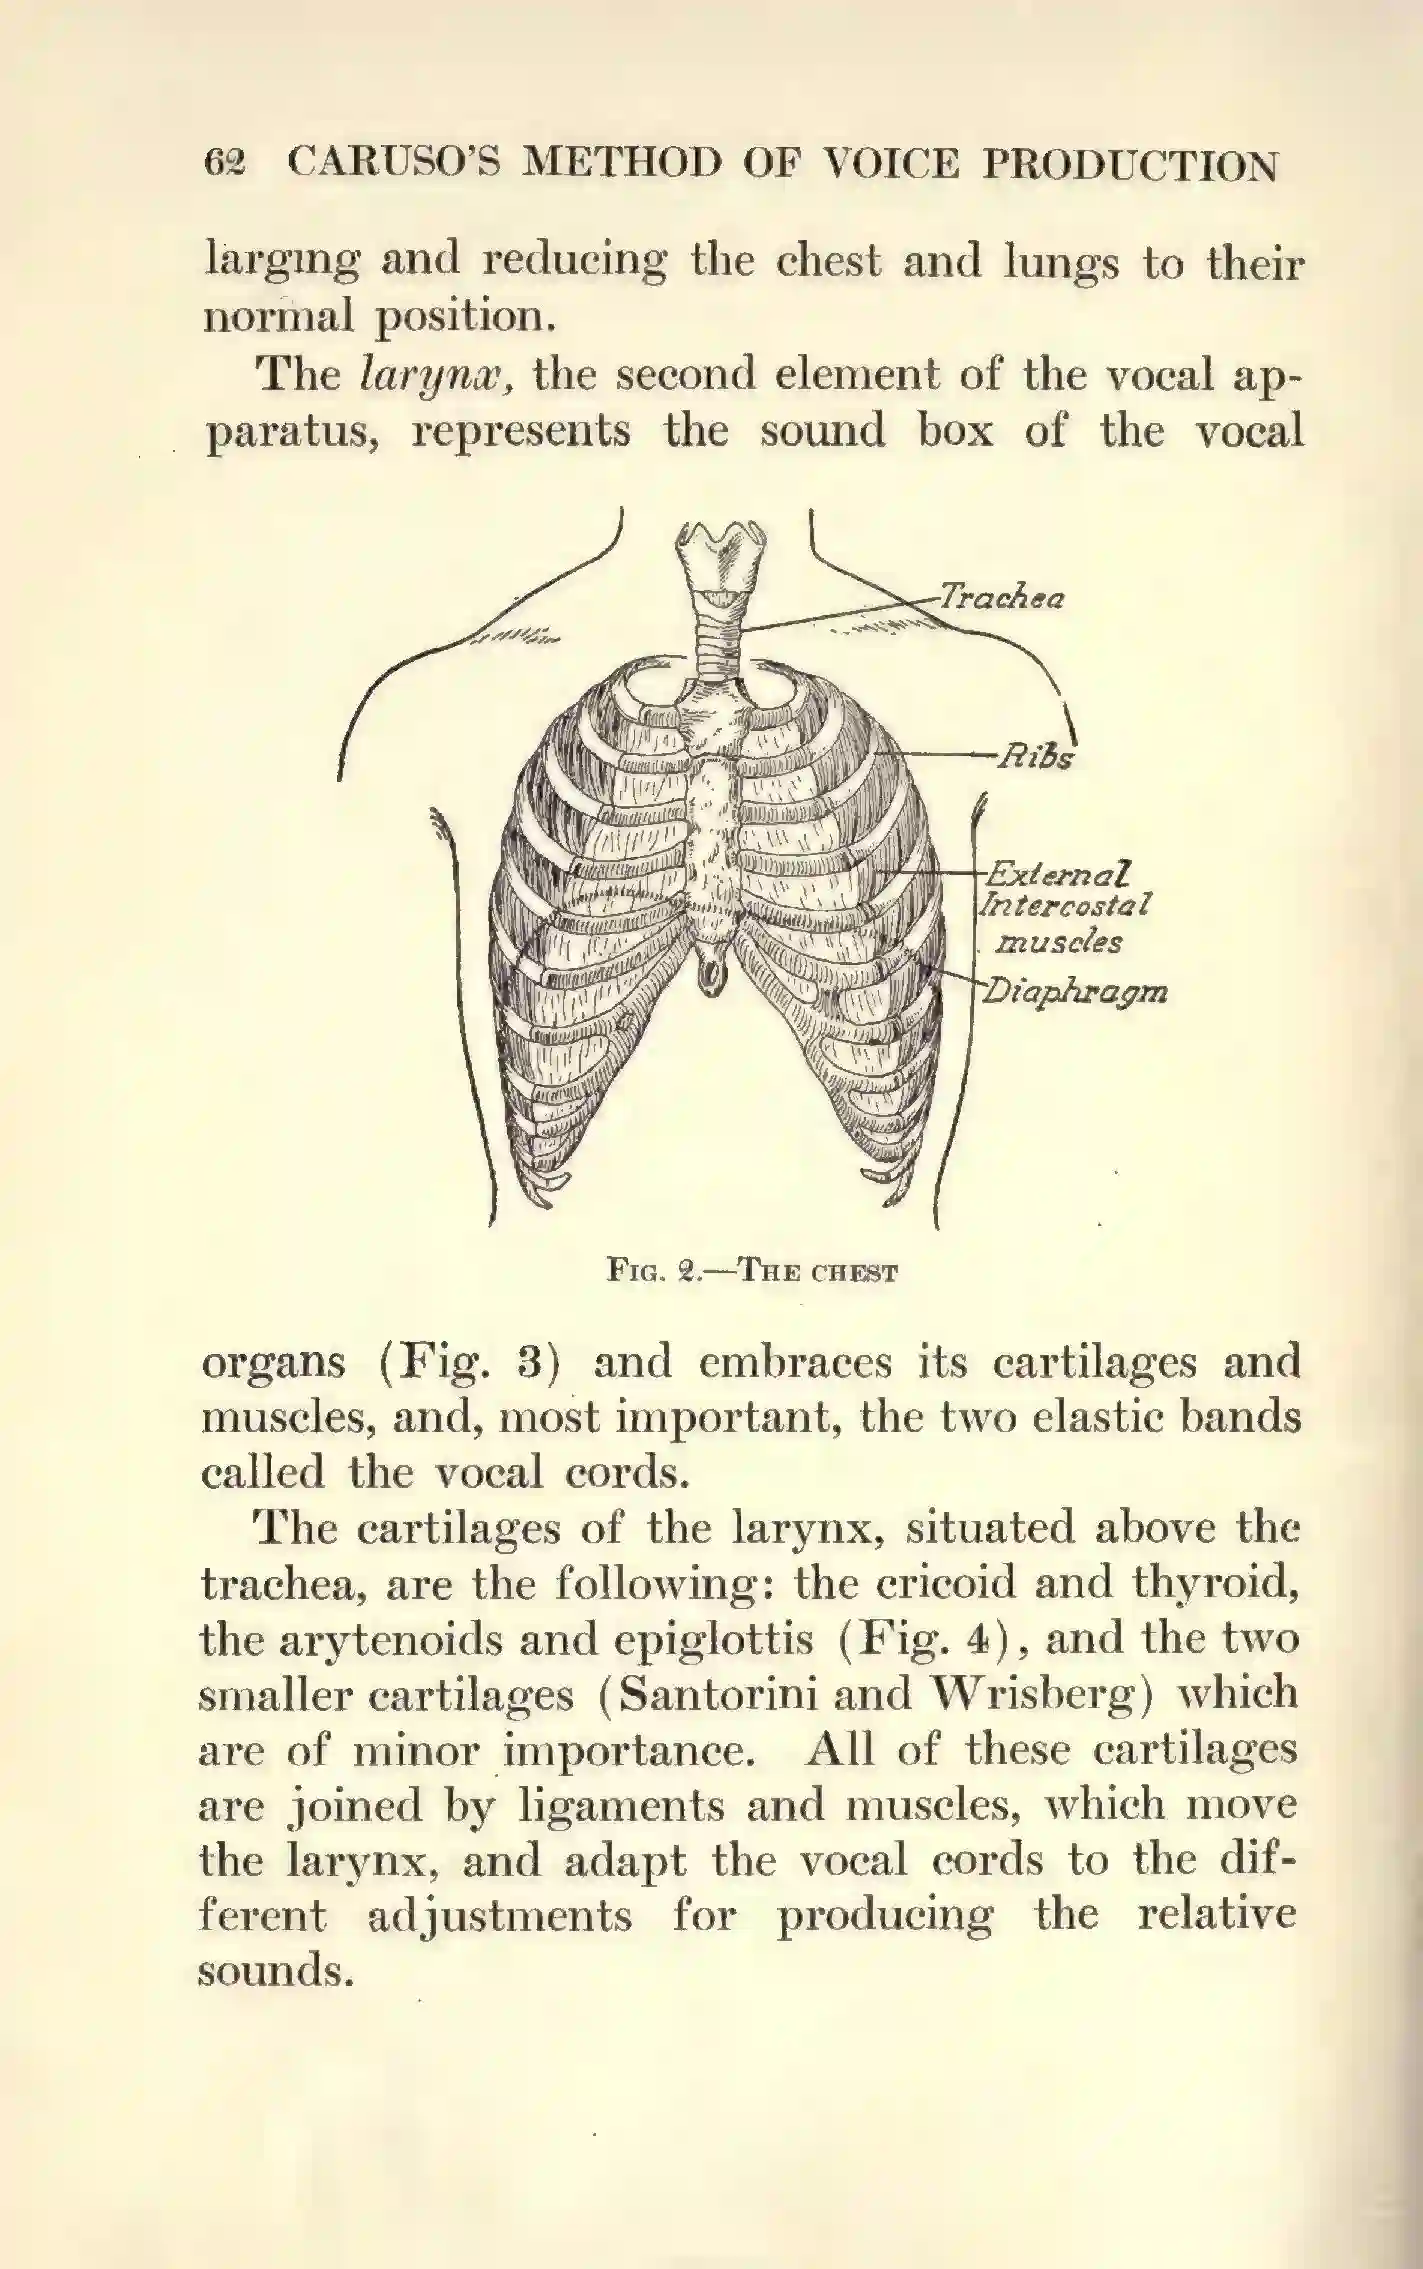 62 CARUSO'S METHOD OF VOICE PRODUCTION
larging and reducing the chest and lungs to their
normal position.
The larynx, the second element of the vocal ap-
paratus, represents the sound box of the vocal
Trachea
Ribs
External
Intercostal
muscles
Diaphragm
FIG. 2.—THE CHEST
organs (Fig. 3) and embraces its cartilages and
muscles, and, most important, the two elastic bands
called the vocal cords.
The cartilages of the larynx, situated above the
trachea, are the following: the cricoid and thyroid,
the arytenoids and epiglottis (Fig. 4), and the two
smaller cartilages (Santorini and Wrisberg) which
are of minor importance. All of these cartilages
are joined by ligaments and muscles, which move
the larynx, and adapt the vocal cords to the dif-
ferent adjustments for producing the relative
sounds.